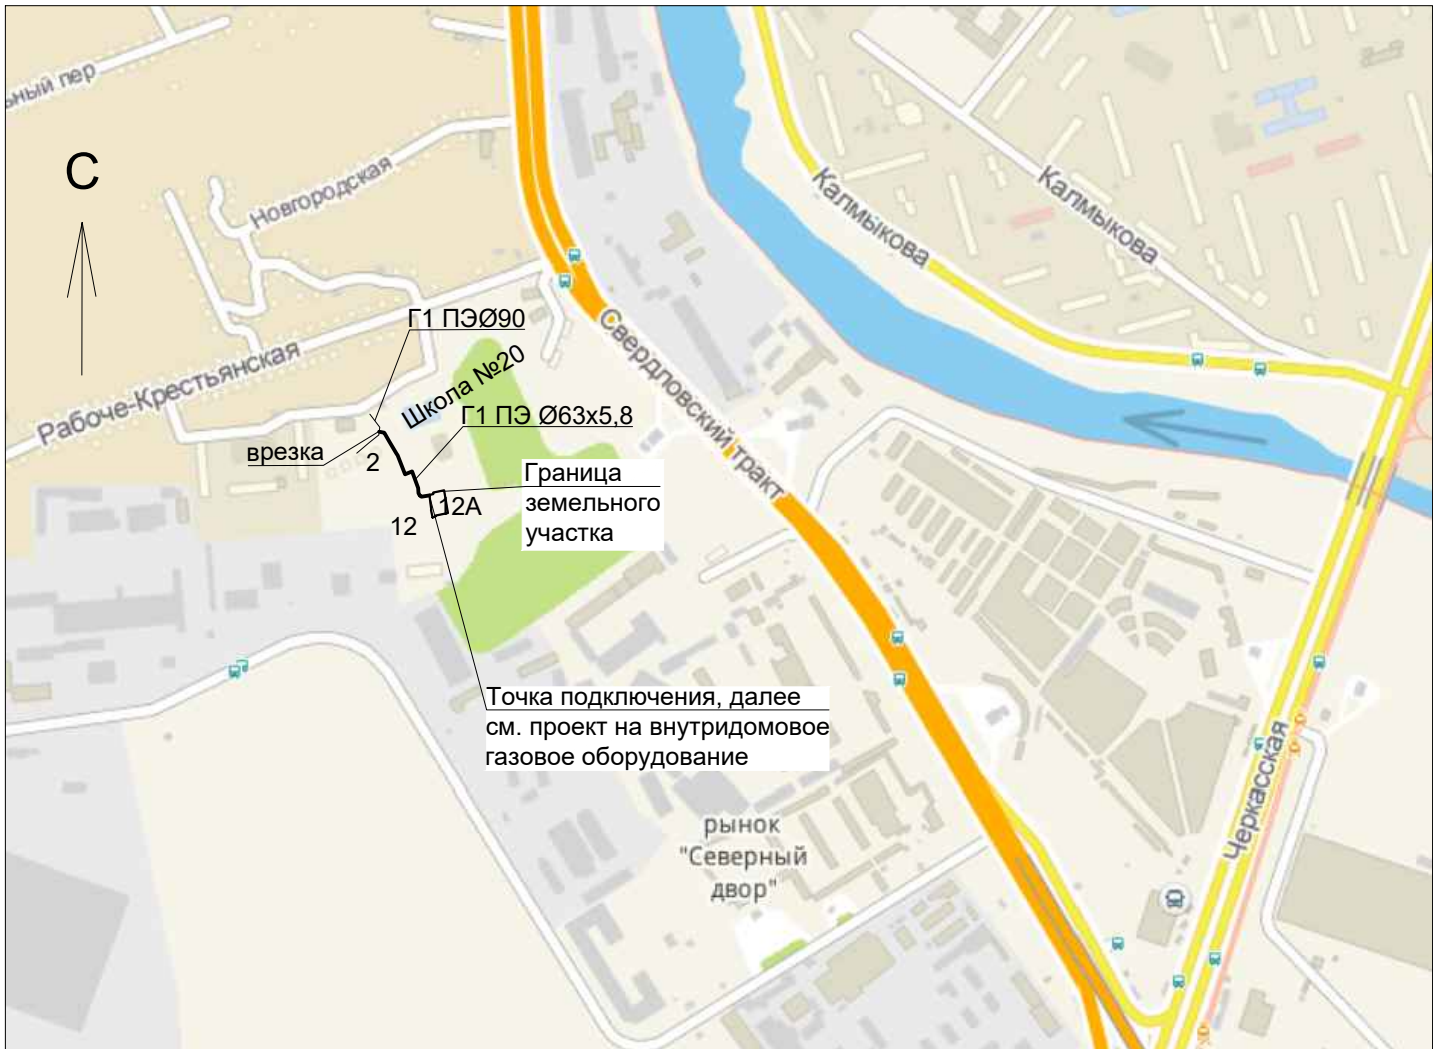 ьный пер
С
Новгородская
Калмыкова
Калмыкова
Г1 ПЭØ90
Свердловский тракт
Рабоче-Крестьянская
Школа №20
Г1 ПЭ Ø63х5,8
врезка
2
Граница
земельного
участка
12А
12
Точка подключения, далее
см. проект на внутридомовое
газовое оборудование
Черкасская
рынок
"Северный
двор"